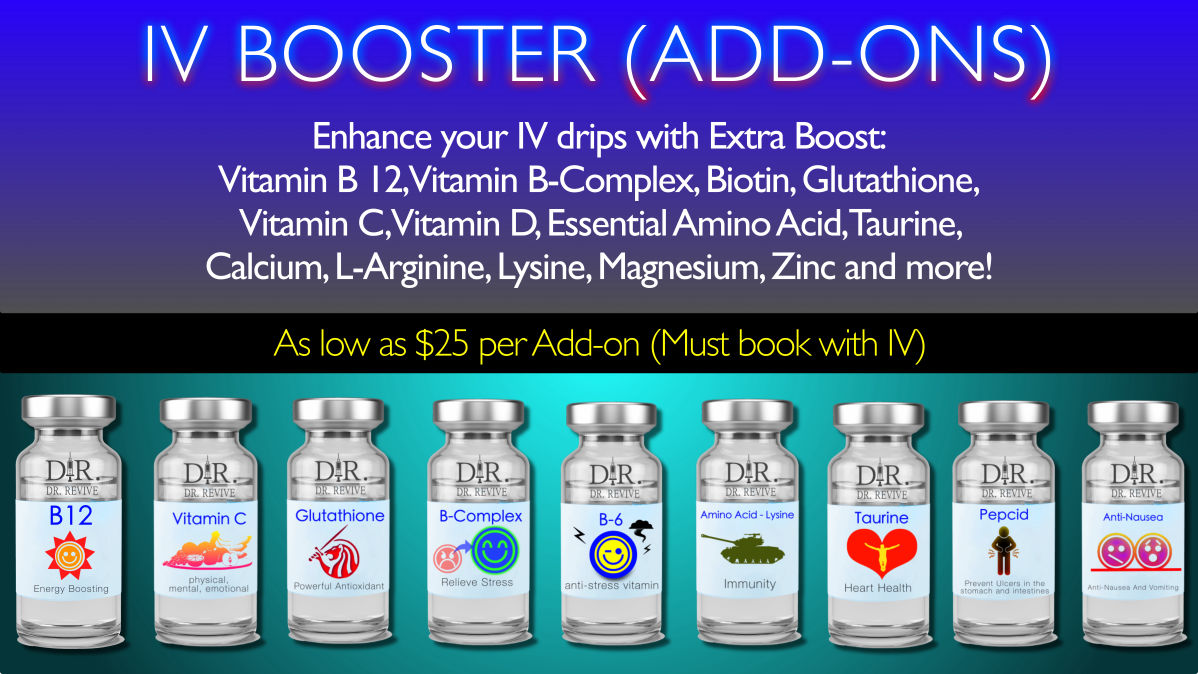 IV BOOSTER (ADD-ONS)
Enhance your IV drips with Extra Boost:
Vitamin B 12, Vitamin B-Complex, Biotin, Glutathione,
Vitamin C, Vitamin D, Essential Amino Acid, Taurine,
Calcium, L-Arginine, Lysine, Magnesium, Zinc and more!
As low as $25 per Add-on (Must book with IV)
D R.
DR. REVIVE
B12
Energy Boosting
D R.
DR. REVIVE
Vitamin C
physical,
mental, emotional
D R.
DR. REVIVE
Glutathione
Powerful Antioxidant
D R.
DR. REVIVE
B-Complex
Relieve Stress
D R.
DR. REVIVE
B-6
anti-stress vitamin
D R.
DR. REVIVE
Amino Acid - Lysine
Immunity
D R.
DR. REVIVE
Taurine
Heart Health
D R.
DR. REVIVE
Pepcid
Prevent Ulcers in the
stomach and intestines
D R.
DR. REVIVE
Anti-Nausea
Anti-Nausea And Vomiting